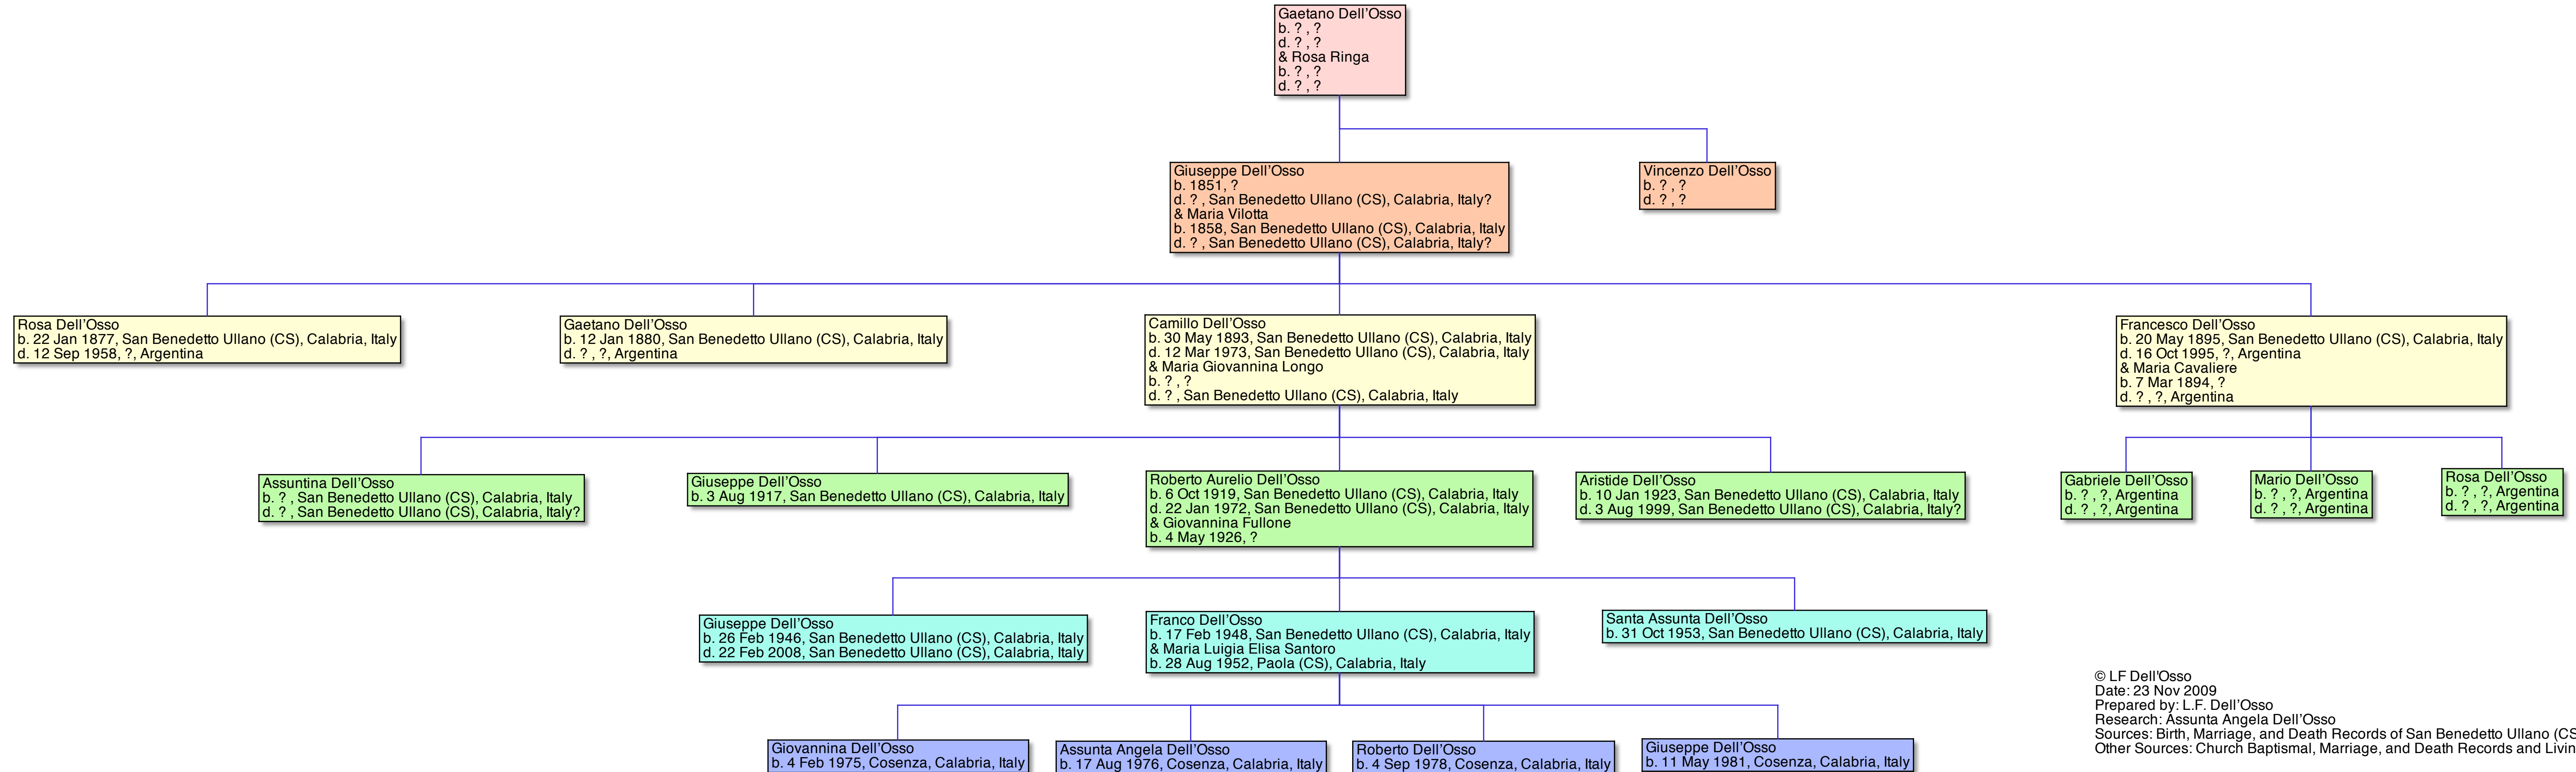 Gaetano Dell'Osso
b. ? , ?
d. ? , ?
& Rosa Ringa
b. ? , ?
d. ? , ?
Giuseppe Dell'Osso
b. 1851, ?
d. ? , San Benedetto Ullano (CS), Calabria, Italy?
& Maria Vilotta
b. 1858, San Benedetto Ullano (CS), Calabria, Italy
d. ? , San Benedetto Ullano (CS), Calabria, Italy?
Vincenzo Dell'Osso
b. ? , ?
d. ? , ?
Rosa Dell'Osso
b. 22 Jan 1877, San Benedetto Ullano (CS), Calabria, Italy
d. 12 Sep 1958, ?, Argentina
Gaetano Dell'Osso
b. 12 Jan 1880, San Benedetto Ullano (CS), Calabria, Italy
d. ? , ?, Argentina
Camillo Dell'Osso
b. 30 May 1893, San Benedetto Ullano (CS), Calabria, Italy
d. 12 Mar 1973, San Benedetto Ullano (CS), Calabria, Italy
& Maria Giovannina Longo
b. ? , ?
d. ? , San Benedetto Ullano (CS), Calabria, Italy
Francesco Dell'Osso
b. 20 May 1895, San Benedetto Ullano (CS), Calabria, Italy
d. 16 Oct 1995, ?, Argentina
& Maria Cavaliere
b. 7 Mar 1894, ?
d. ? , ?, Argentina
Assuntina Dell'Osso
b. ? , San Benedetto Ullano (CS), Calabria, Italy
d. ? , San Benedetto Ullano (CS), Calabria, Italy?
Giuseppe Dell'Osso
b. 3 Aug 1917, San Benedetto Ullano (CS), Calabria, Italy
Roberto Aurelio Dell'Osso
b. 6 Oct 1919, San Benedetto Ullano (CS), Calabria, Italy
d. 22 Jan 1972, San Benedetto Ullano (CS), Calabria, Italy
& Giovannina Fullone
b. 4 May 1926, ?
Aristide Dell'Osso
b. 10 Jan 1923, San Benedetto Ullano (CS), Calabria, Italy
d. 3 Aug 1999, San Benedetto Ullano (CS), Calabria, Italy?
Gabriele Dell'Osso
b. ? , ?, Argentina
d. ? , ?, Argentina
Mario Dell'Osso
b. ? , ?, Argentina
d. ? , ?, Argentina
Rosa Dell'Osso
b. ? , ?, Argentina
d. ? , ?, Argentina
Giuseppe Dell'Osso
b. 26 Feb 1946, San Benedetto Ullano (CS), Calabria, Italy
d. 22 Feb 2008, San Benedetto Ullano (CS), Calabria, Italy
Franco Dell'Osso
b. 17 Feb 1948, San Benedetto Ullano (CS), Calabria, Italy
& Maria Luigia Elisa Santoro
b. 28 Aug 1952, Paola (CS), Calabria, Italy
Santa Assunta Dell'Osso
b. 31 Oct 1953, San Benedetto Ullano (CS), Calabria, Italy
Giovannina Dell'Osso
b. 4 Feb 1975, Cosenza, Calabria, Italy
Assunta Angela Dell'Osso
b. 17 Aug 1976, Cosenza, Calabria, Italy
Roberto Dell'Osso
b. 4 Sep 1978, Cosenza, Calabria, Italy
Giuseppe Dell'Osso
b. 11 May 1981, Cosenza, Calabria, Italy
© LF Dell'Osso
Date: 23 Nov 2009
Prepared by: L.F. Dell'Osso
Research: Assunta Angela Dell'Osso
Sources: Birth, Marriage, and Death Records of San Benedetto Ullano (CS
Other Sources: Church Baptismal, Marriage, and Death Records and Livin